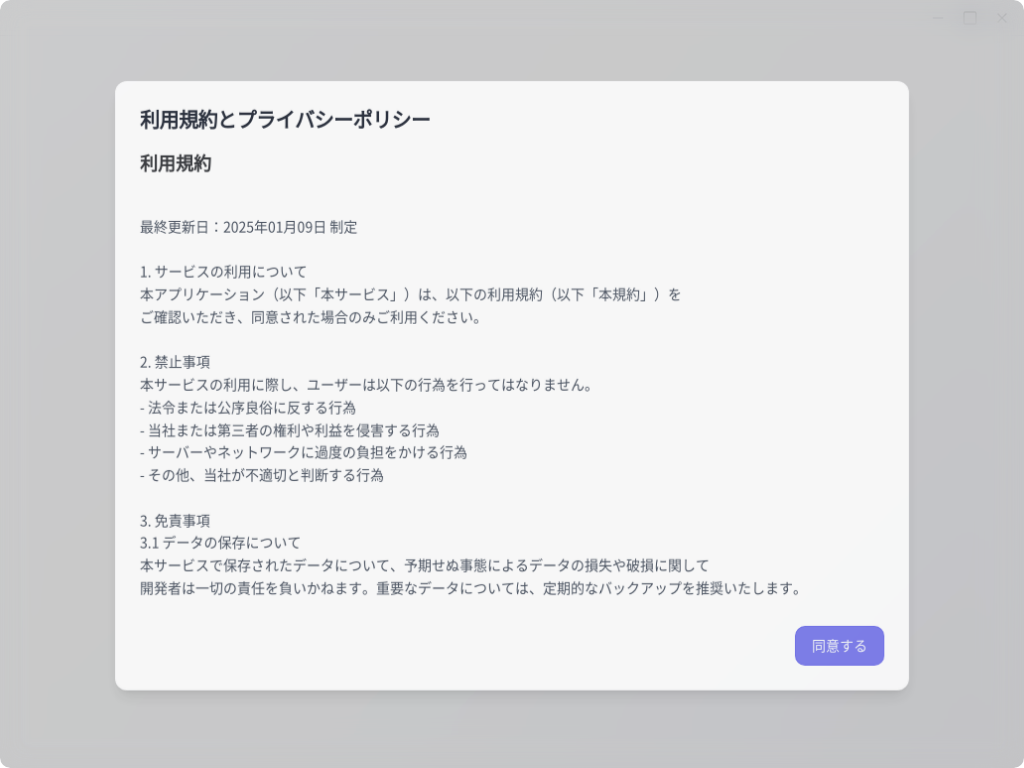 利用規約とプライバシーポリシー
利用規約
最終更新日：2025年01月09日 制定
1. サービスの利用について
本アプリケーション（以下「本サービス」）は、以下の利用規約（以下「本規約」）を
ご確認いただき、同意された場合のみご利用ください。
2. 禁止事項
本サービスの利用に際し、ユーザーは以下の行為を行ってはなりません。
- 法令または公序良俗に反する行為
- 当社または第三者の権利や利益を侵害する行為
- サーバーやネットワークに過度の負担をかける行為
- その他、当社が不適切と判断する行為
3. 免責事項
3.1 データの保存について
本サービスで保存されたデータについて、予期せぬ事態によるデータの損失や破損に関して
開発者は一切の責任を負いかねます。重要なデータについては、定期的なバックアップを推奨いたします。
同意する